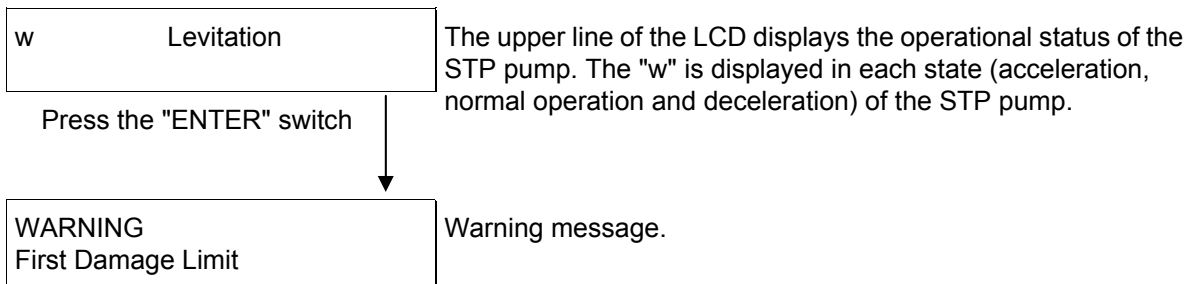 w Levitation
The upper line of the LCD displays the operational status of the
STP pump. The "w" is displayed in each state (acceleration,
normal operation and deceleration) of the STP pump.
Press the "ENTER" switch
WARNING
First Damage Limit
Warning message.